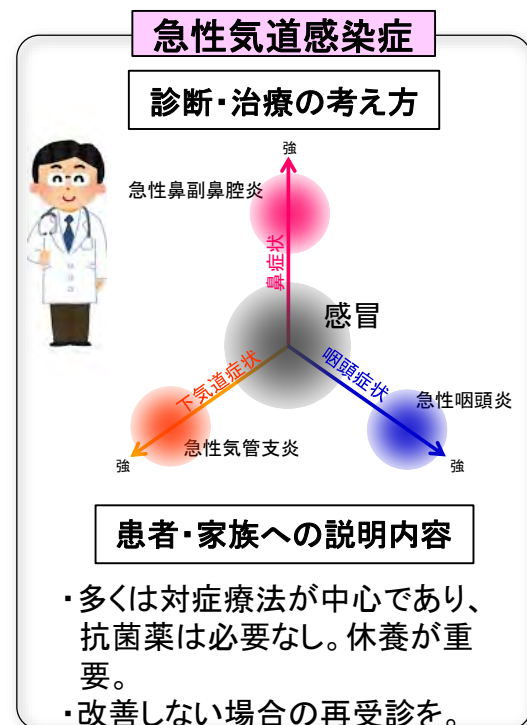 急性気道感染症
診断・治療の考え方
強
急性鼻副鼻腔炎
鼻症状
感冒
下気道症状
咽頭症状
急性咽頭炎
急性気管支炎
強
強
患者・家族への説明内容
・多くは対症療法が中心であり、
抗菌薬は必要なし。休養が重
要。
・改善しない場合の再受診を。